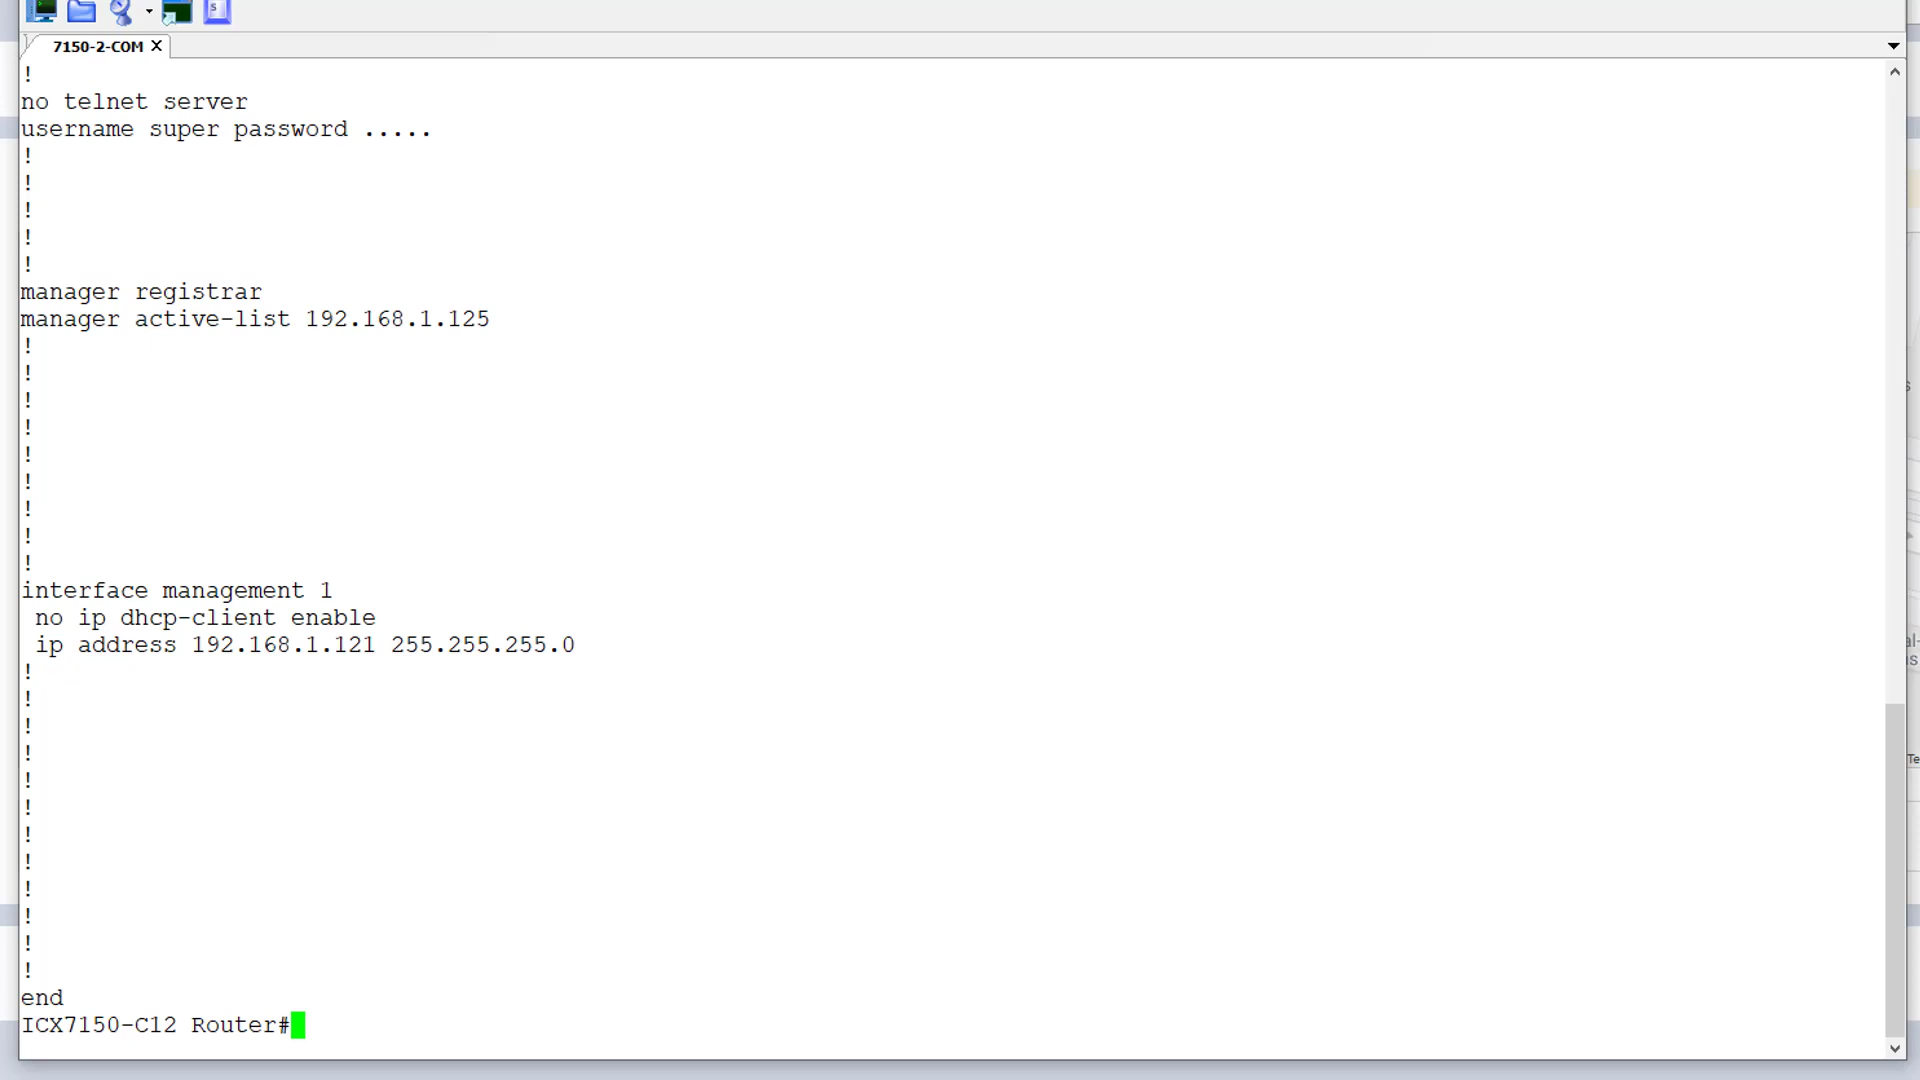 7150-2-COM
!
no telnet server
username super password .....
!
!
!
!
!
manager registrar
manager active-list 192.168.1.125
!
!
!
!
!
!
!
!
!
interface management 1
 no ip dhcp-client enable
 ip address 192.168.1.121 255.255.255.0
!
!
!
!
!
!
!
!
!
!
!
!
end
ICX7150-C12 Router#